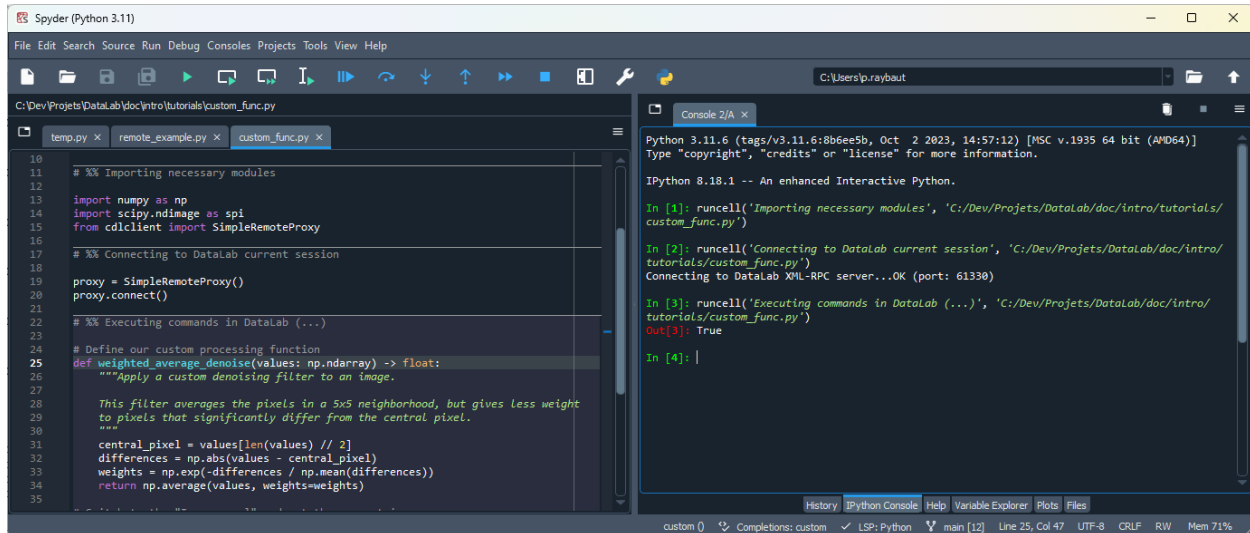 Spyder (Python 3.11)
File Edit Search Source Run Debug Consoles Projects Tools View Help
C:\Users\p.raybaut
C:\Dev\Projets\DataLab\doc\intro\tutorials\custom_func.py
temp.py × remote_example.py × custom_func.py ×
10
11 # %% Importing necessary modules
12
13 import numpy as np
14 import scipy.ndimage as spi
15 from cdlclient import SimpleRemoteProxy
16
17 # %% Connecting to DataLab current session
18
19 proxy = SimpleRemoteProxy()
20 proxy.connect()
21
22 # %% Executing commands in DataLab (...)
23
24 # Define our custom processing function
25 def weighted_average_denoise(values: np.ndarray) -> float:
26 """Apply a custom denoising filter to an image.
27
28 This filter averages the pixels in a 5x5 neighborhood, but gives less weight
29 to pixels that significantly differ from the central pixel.
30 """
31 central_pixel = values[len(values) // 2]
32 differences = np.abs(values - central_pixel)
33 weights = np.exp(-differences / np.mean(differences))
34 return np.average(values, weights=weights)
35
Console 2/A ×
Python 3.11.6 (tags/v3.11.6:8b6ee5b, Oct  2 2023, 14:57:12) [MSC v.1935 64 bit (AMD64)]
Type "copyright", "credits" or "license" for more information.
IPython 8.18.1 -- An enhanced Interactive Python.
In [1]: runcell('Importing necessary modules', 'C:/Dev/Projets/DataLab/doc/intro/tutorials/
custom_func.py')
In [2]: runcell('Connecting to DataLab current session', 'C:/Dev/Projets/DataLab/doc/intro/
tutorials/custom_func.py')
Connecting to DataLab XML-RPC server...OK (port: 61330)
In [3]: runcell('Executing commands in DataLab (...)', 'C:/Dev/Projets/DataLab/doc/intro/
tutorials/custom_func.py')
Out[3]: True
In [4]:
History IPython Console Help Variable Explorer Plots Files
custom () Completions: custom ✓ LSP: Python main [12] Line 25, Col 47 UTF-8 CRLF RW Mem 71%